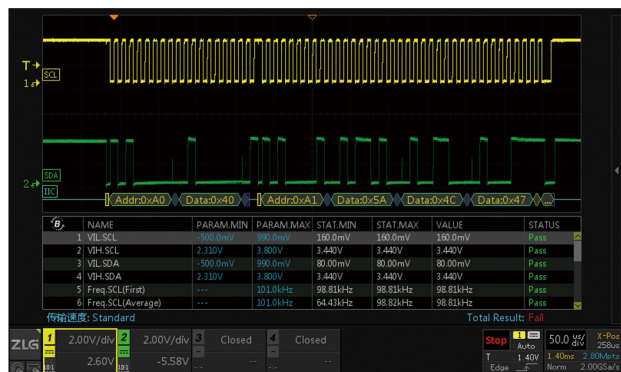 T
SCL
1
SDA
2
IIC
Addr:0xA0 Data:0x40 Addr:0xA1 Data:0x5A Data:0x4C Data:0x47 ...
B NAME PARAM.MIN PARAM.MAX STAT.MIN STAT.MAX VALUE STATUS
1 VIL.SCL -500.0mV 990.0mV 160.0mV 160.0mV 160.0mV Pass
2 VIH.SCL 2.310V 3.800V 3.440V 3.440V 3.440V Pass
3 VIL.SDA -500.0mV 990.0mV 80.00mV 80.00mV 80.00mV Pass
4 VIH.SDA 2.310V 3.800V 3.440V 3.440V 3.440V Pass
5 Freq.SCL(First) --- 101.0kHz 98.81kHz 98.81kHz 98.81kHz Pass
6 Freq.SCL(Average) --- 101.0kHz 64.43kHz 98.82kHz 98.81kHz Pass
传输速度: Standard Total Result: Fail
ZLG 1 2.00V/div 2 2.00V/div 3 Closed 4 Closed Stop 1 Auto 50.0 μs/div X-Pos 258us
2.60V -5.58V -- -- T 1.40V 1.40ms 2.80Mpts
Edge Norm 2.00GSa/s